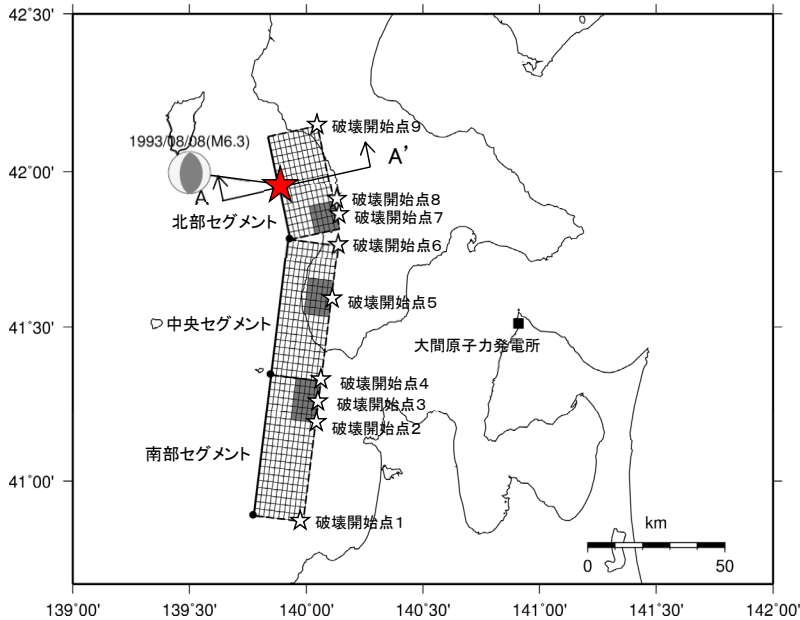 42°30'
42°00'
41°30'
41°00'
1993/08/08(M6.3)
破壊開始点9
A'
A
破壊開始点8
破壊開始点7
北部セグメント
破壊開始点6
破壊開始点5
中央セグメント
大間原子力発電所
破壊開始点4
破壊開始点3
破壊開始点2
南部セグメント
破壊開始点1
km
0 50
139°00' 139°30' 140°00' 140°30' 141°00' 141°30' 142°00'